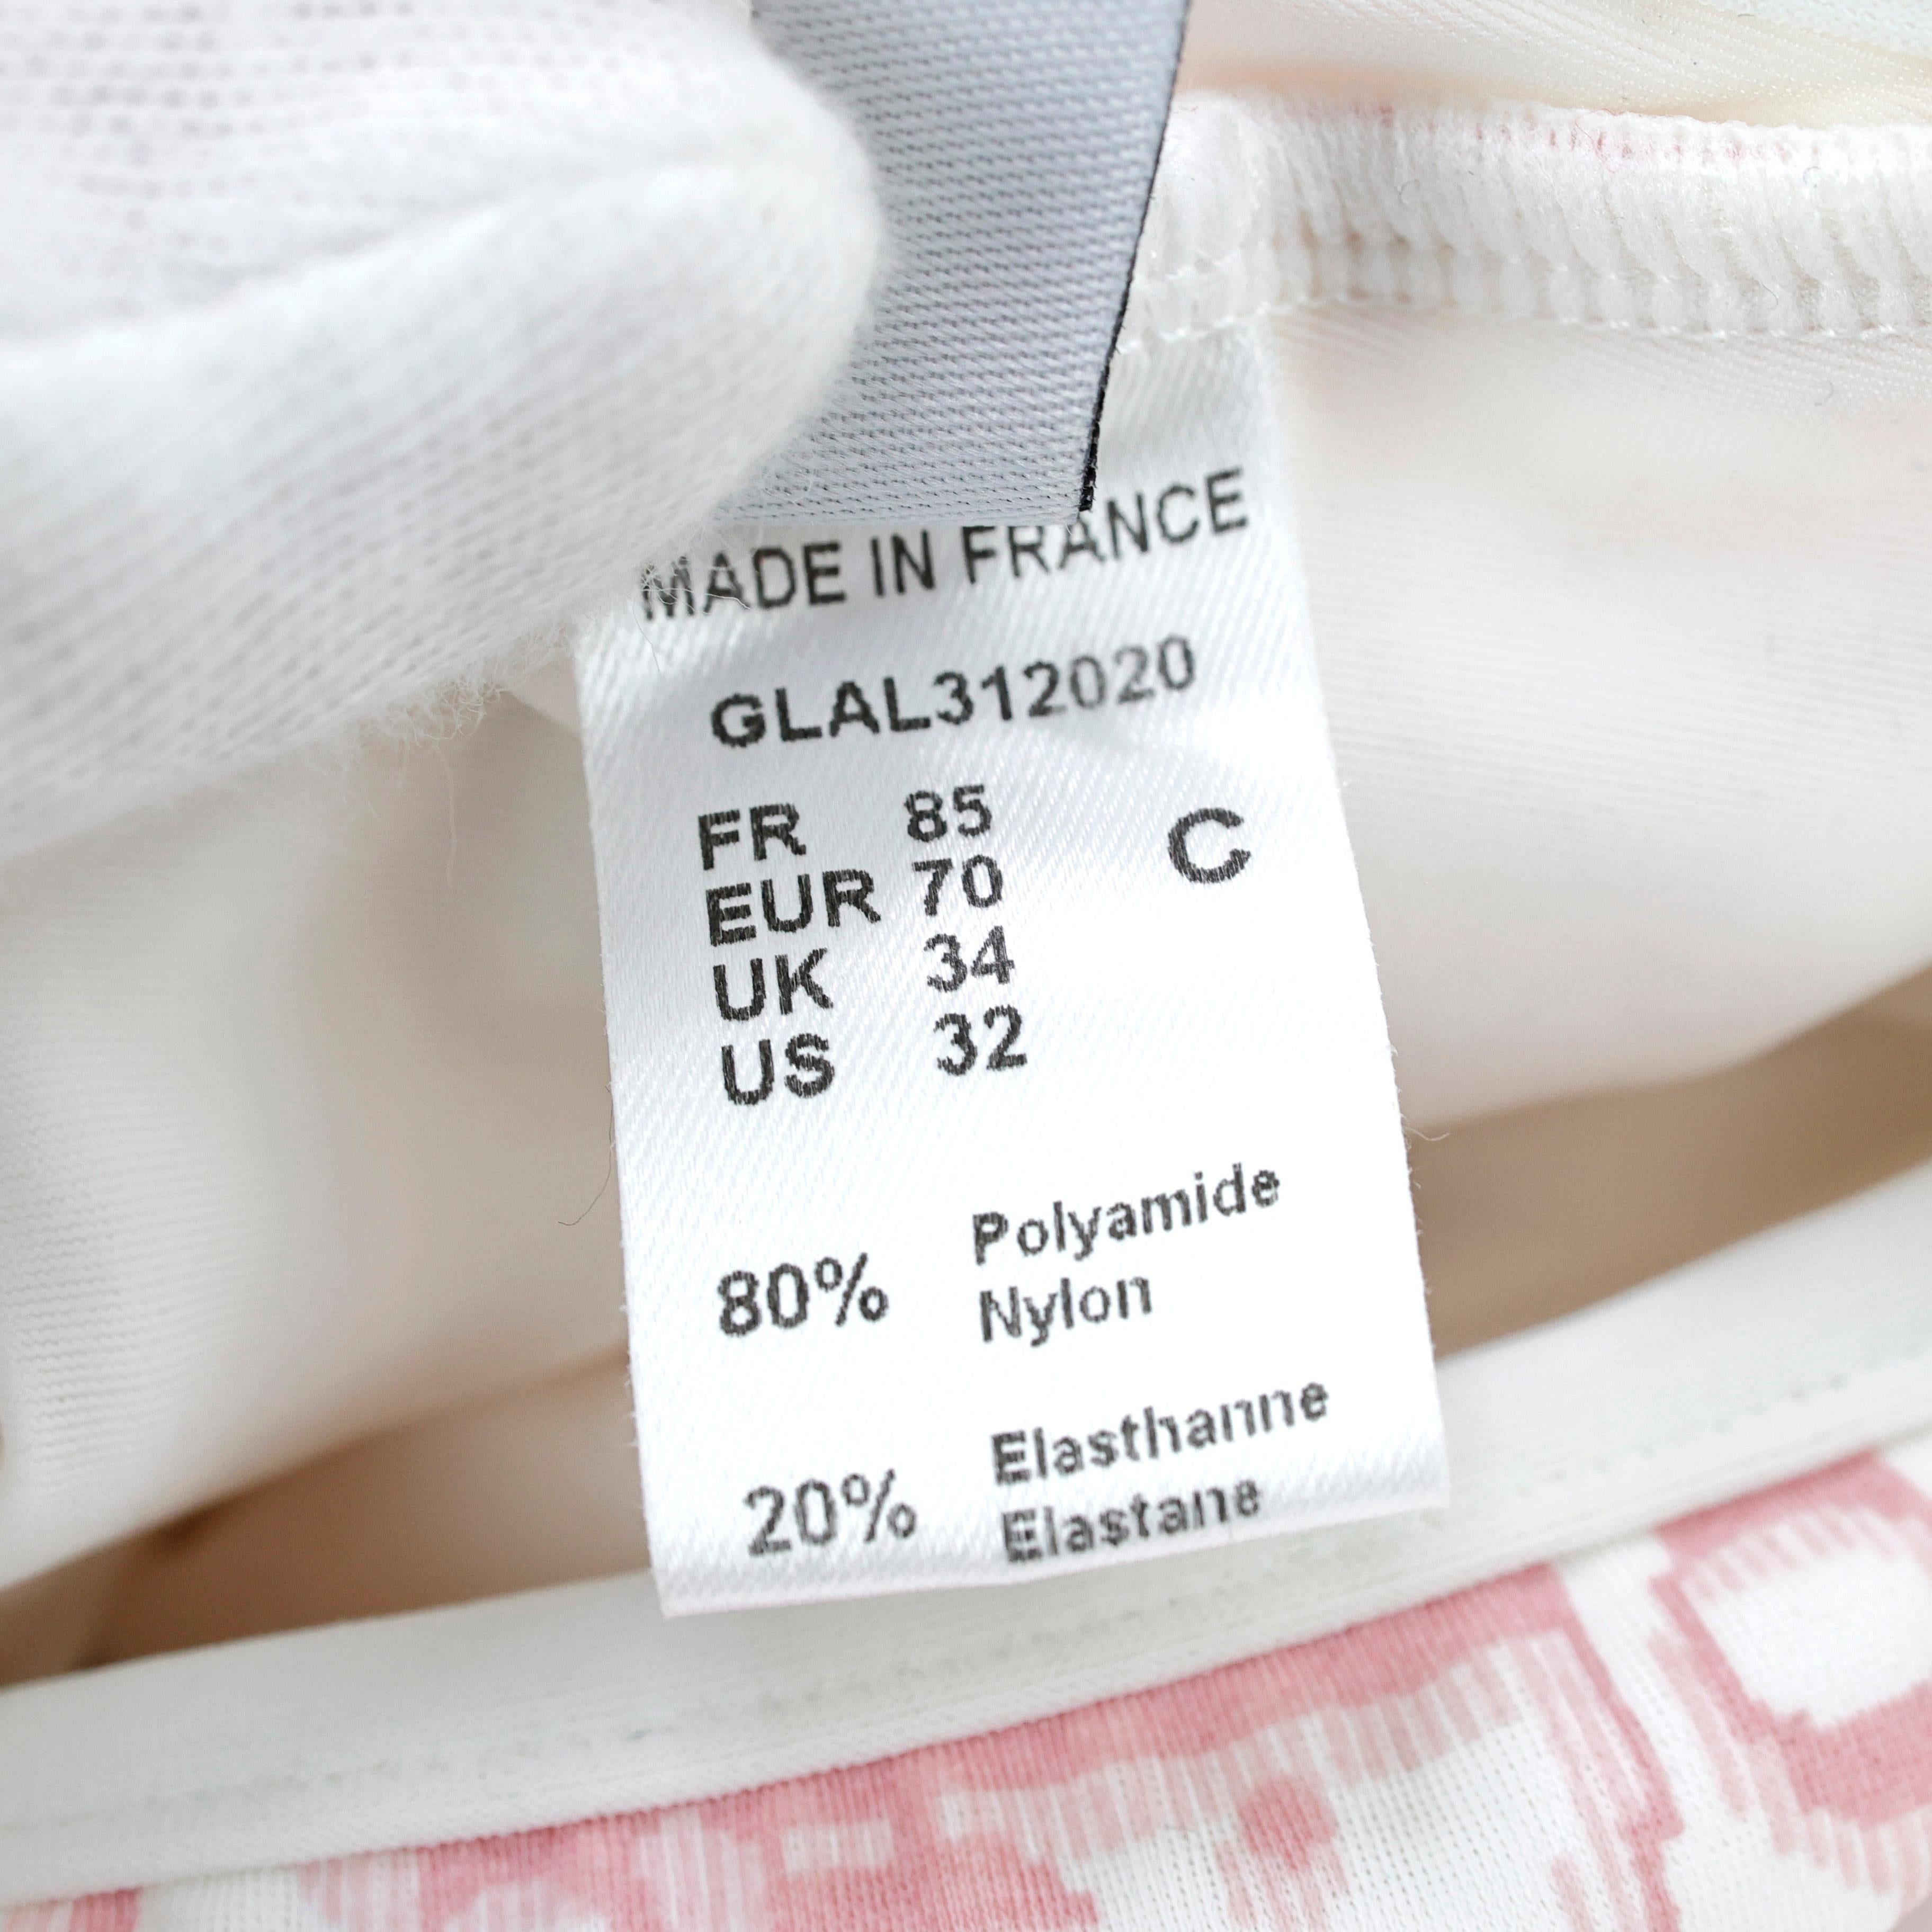 MADE IN FRANCE
GLAL312020
FR 85 C
EUR 70
UK 34
US 32
80% Polyamide
Nylon
20% Elasthanne
Elastane